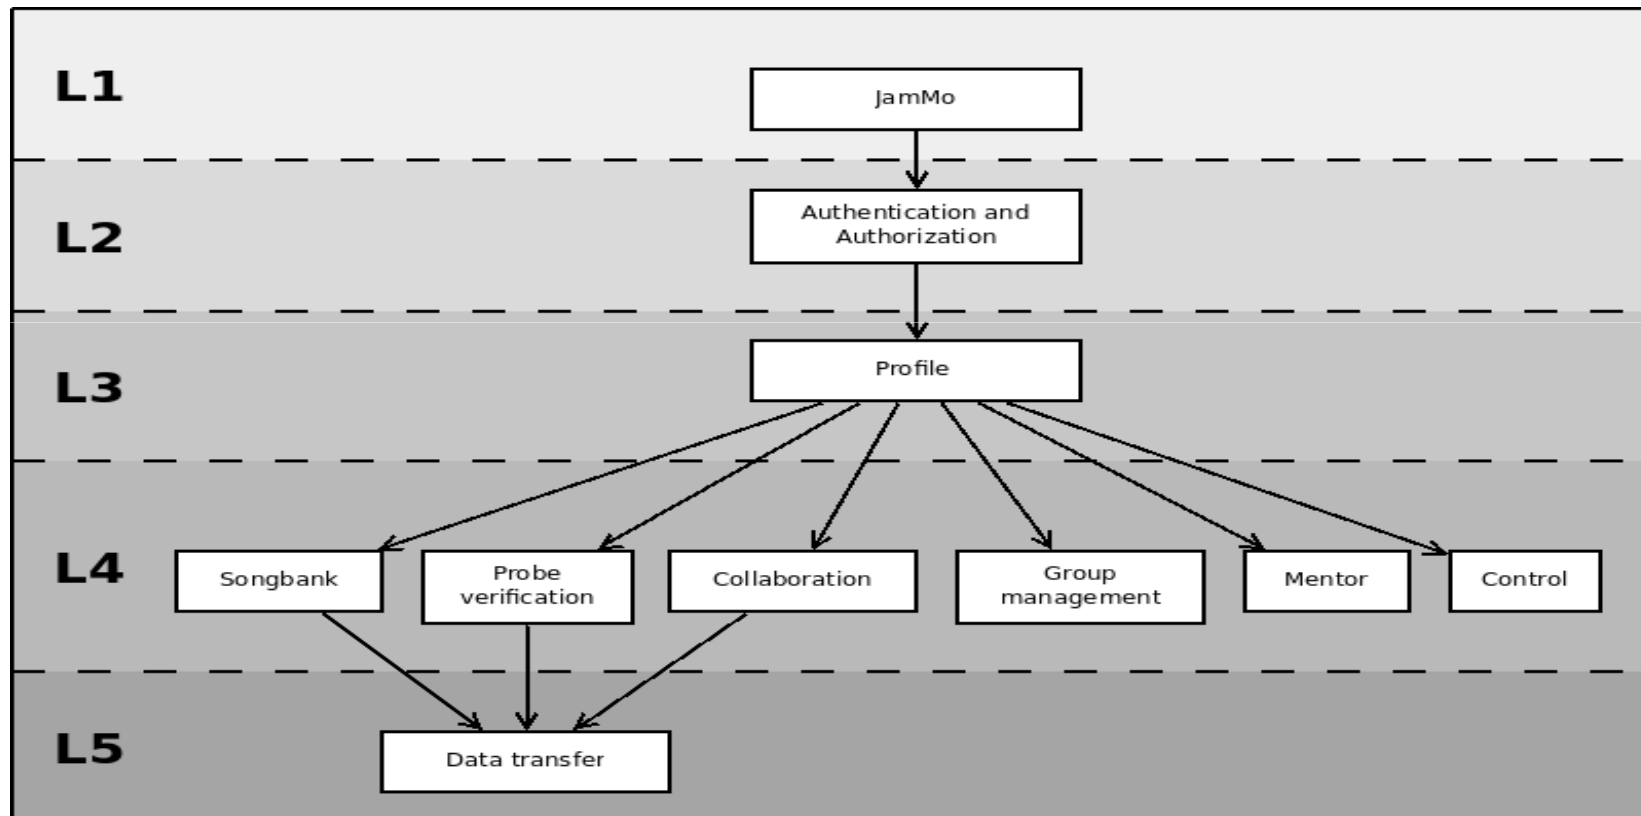 L1
JamMo
L2
Authentication and
Authorization
L3
Profile
L4
Songbank
Probe
verification
Collaboration
Group
management
Mentor
Control
L5
Data transfer